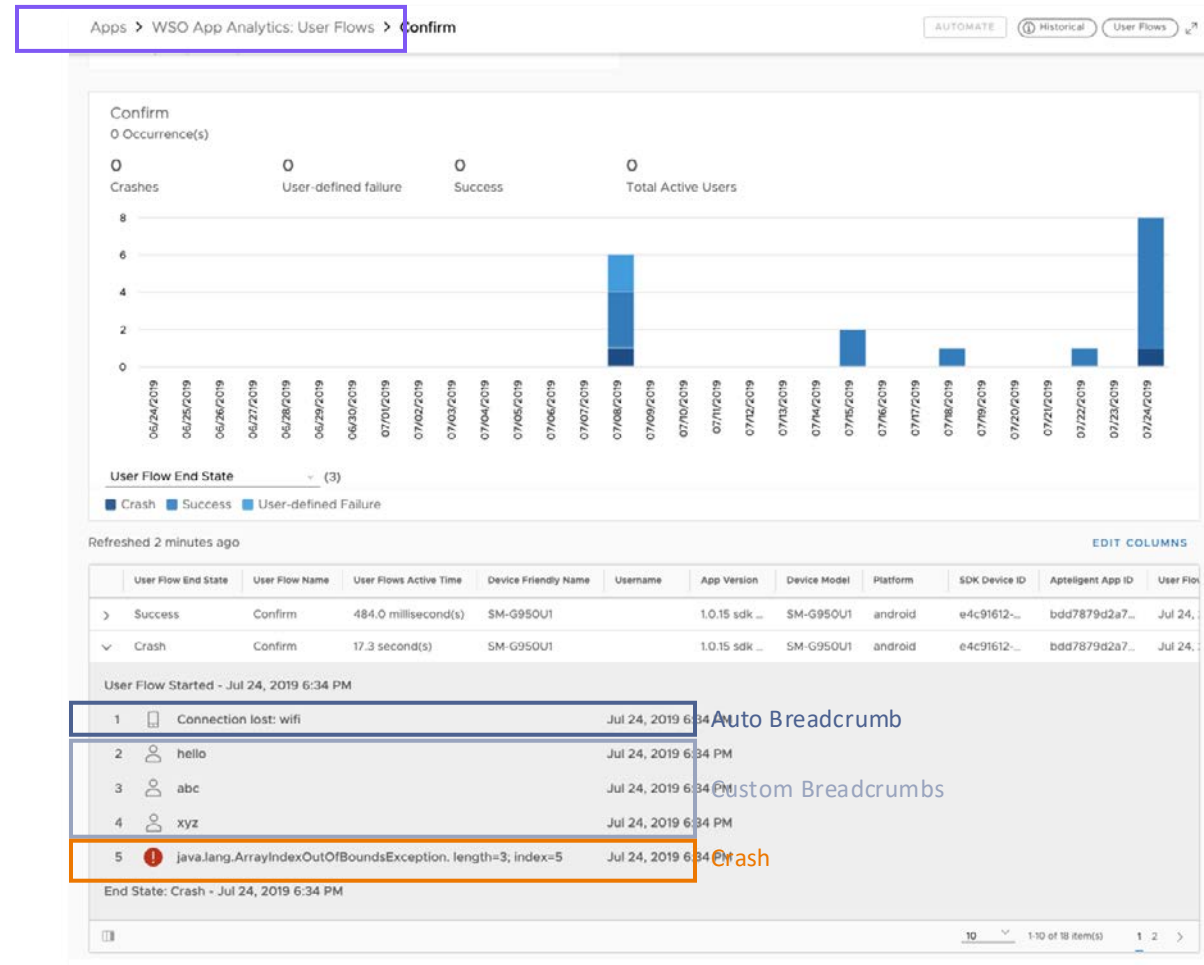 Apps > WSO App Analytics: User Flows > Confirm
AUTOMATE Historical User Flows
Confirm
0 Occurrence(s)
0 0 0 0
Crashes User-defined failure Success Total Active Users
8
6
4
2
0
06/24/2019 06/25/2019 06/26/2019 06/27/2019 06/28/2019 06/29/2019 06/30/2019 07/01/2019 07/02/2019 07/03/2019 07/04/2019 07/05/2019 07/06/2019 07/07/2019 07/08/2019 07/09/2019 07/10/2019 07/11/2019 07/12/2019 07/13/2019 07/14/2019 07/15/2019 07/16/2019 07/17/2019 07/18/2019 07/19/2019 07/20/2019 07/21/2019 07/22/2019 07/23/2019 07/24/2019
User Flow End State (3)
Crash Success User-defined Failure
Refreshed 2 minutes ago EDIT COLUMNS
User Flow End State User Flow Name User Flows Active Time Device Friendly Name Username App Version Device Model Platform SDK Device ID Apteligent App ID User Flov
> Success Confirm 484.0 millisecond(s) SM-G950U1 1.0.15 sdk ... SM-G950U1 android e4c91612-... bdd7879d2a7... Jul 24,
Crash Confirm 17.3 second(s) SM-G950U1 1.0.15 sdk ... SM-G950U1 android e4c91612-... bdd7879d2a7... Jul 24,
User Flow Started - Jul 24, 2019 6:34 PM
1 Connection lost: wifi Jul 24, 2019 6:34 PM Auto Breadcrumb
2 hello Jul 24, 2019 6:34 PM
3 abc Jul 24, 2019 6:34 PM Custom Breadcrumbs
4 xyz Jul 24, 2019 6:34 PM
5 java.lang.ArrayIndexOutOfBoundsException. length=3; index=5 Jul 24, 2019 6:34 PM Crash
End State: Crash - Jul 24, 2019 6:34 PM
10 1-10 of 18 item(s) 1 2 >